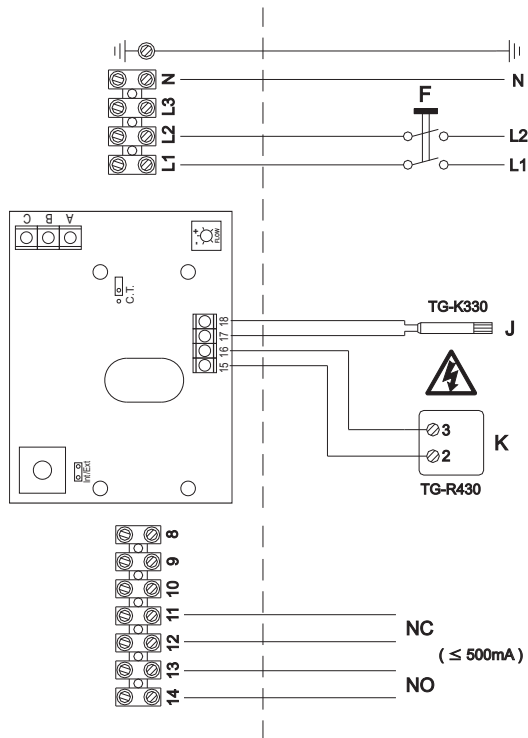 N
N
L3
F
L2
L2
L1
L1
C B A
- +
FLOW
C.T.
18
17
16
15
TG-K330
J
3
K
2
TG-R430
Int/Ext
8
9
10
11
NC
12
( ≤ 500mA )
13
NO
14